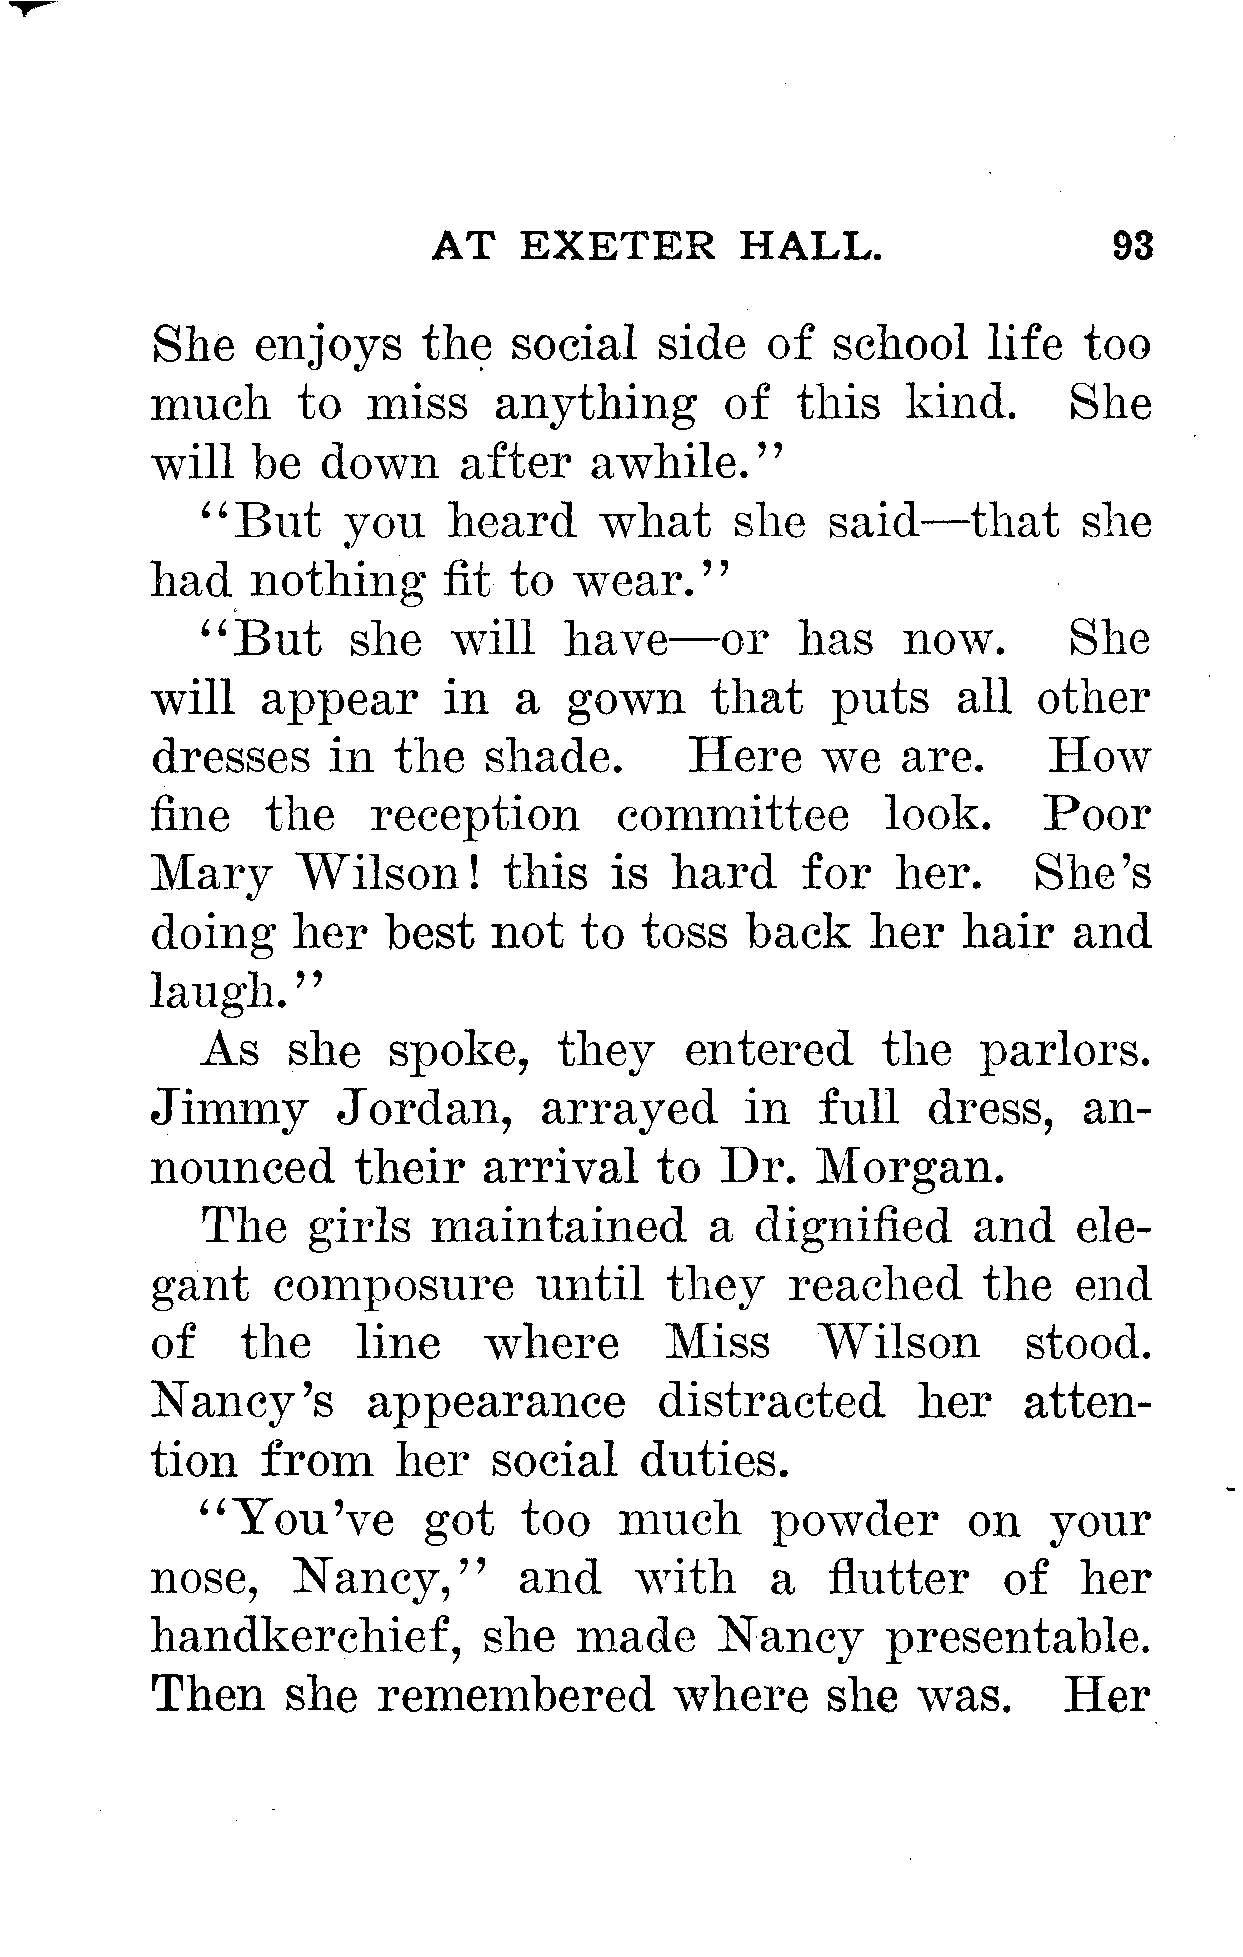 AT EXETER HALL. 93
She enjoys the social side of school life too
much to miss anything of this kind. She
will be down after awhile."
"But you heard what she said—that she
had nothing fit to wear."
"But she will have—or has now. She
will appear in a gown that puts all other
dresses in the shade. Here we are. How
fine the reception committee look. Poor
Mary Wilson! this is hard for her. She's
doing her best not to toss back her hair and
laugh."
As she spoke, they entered the parlors.
Jimmy Jordan, arrayed in full dress, an-
nounced their arrival to Dr. Morgan.
The girls maintained a dignified and ele-
gant composure until they reached the end
of the line where Miss Wilson stood.
Nancy's appearance distracted her atten-
tion from her social duties.
"You've got too much powder on your
nose, Nancy," and with a flutter of her
handkerchief, she made Nancy presentable.
Then she remembered where she was. Her